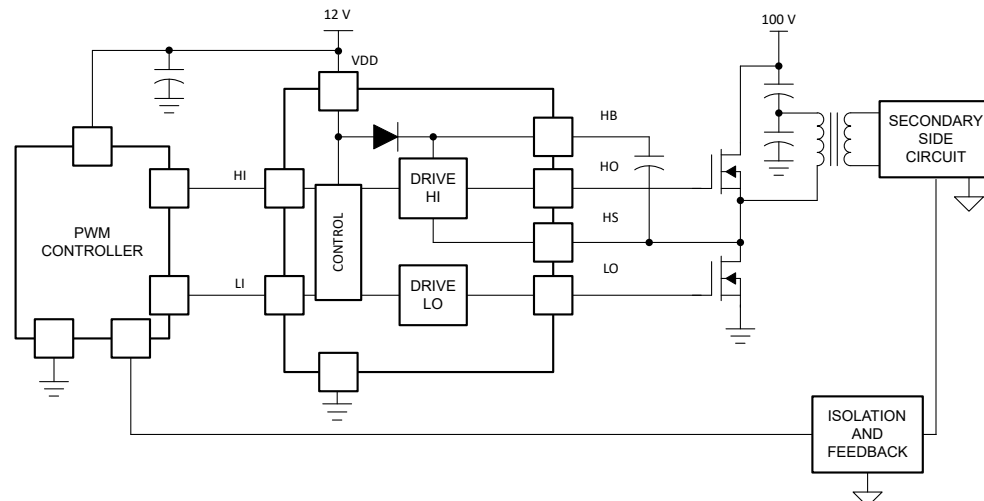 12 V
100 V
VDD
SECONDARY
SIDE
CIRCUIT
HB
HI
DRIVE
HI
HO
PWM
CONTROLLER
CONTROL
HS
LI
DRIVE
LO
LO
ISOLATION
AND
FEEDBACK